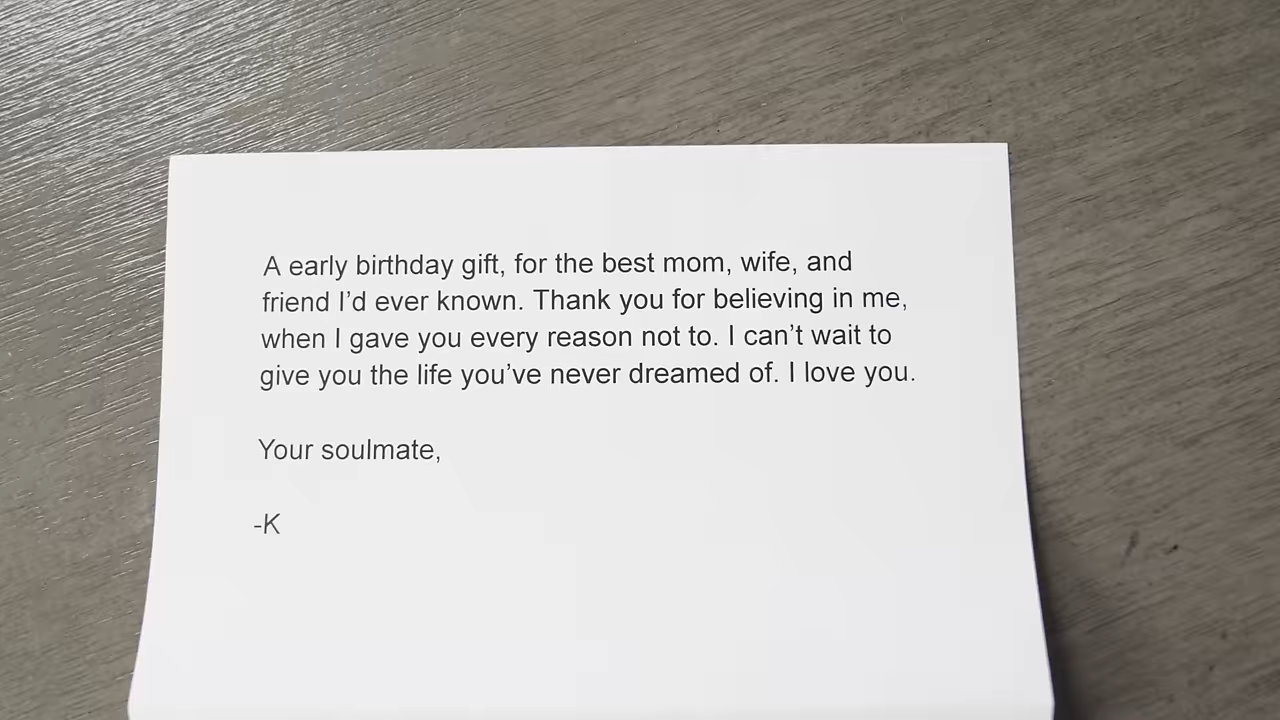 A early birthday gift, for the best mom, wife, and
friend I’d ever known. Thank you for believing in me,
when I gave you every reason not to. I can’t wait to
give you the life you’ve never dreamed of. I love you.
Your soulmate,
-K